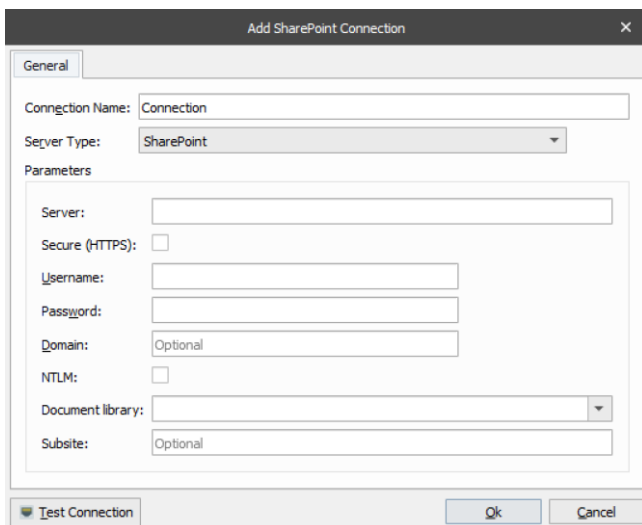 Add SharePoint Connection
General
Connection Name: Connection
Server Type: SharePoint
Parameters
Server:
Secure (HTTPS):
Username:
Password:
Domain: Optional
NTLM:
Document library:
Subsite: Optional
Test Connection Ok Cancel